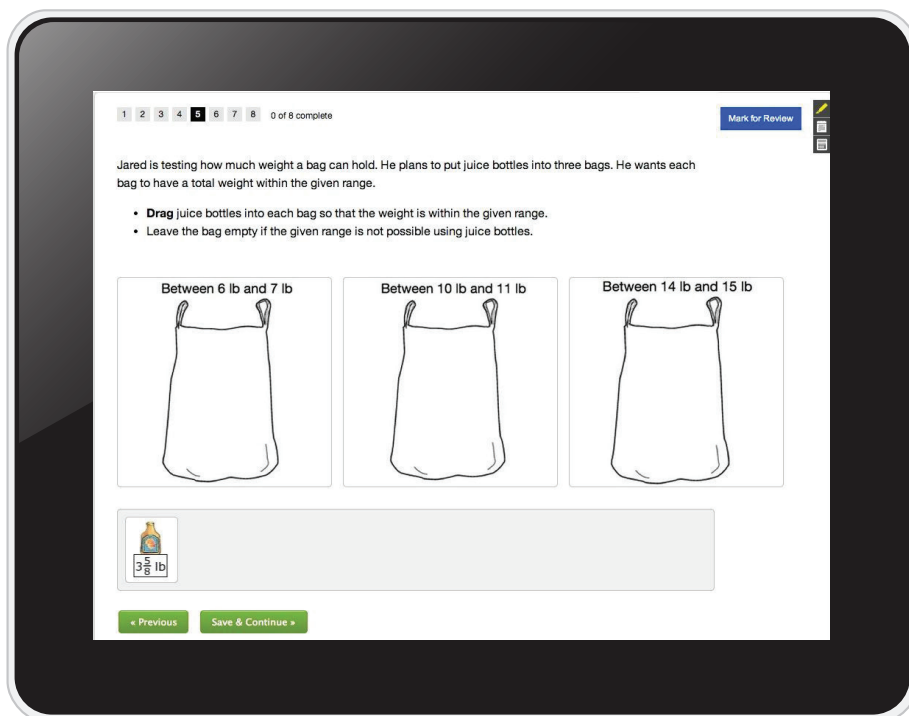 1 2 3 4 5 6 7 8 0 of 8 complete
Mark for Review
Jared is testing how much weight a bag can hold. He plans to put juice bottles into three bags. He wants each
bag to have a total weight within the given range.
• Drag juice bottles into each bag so that the weight is within the given range.
• Leave the bag empty if the given range is not possible using juice bottles.
Between 6 lb and 7 lb
Between 10 lb and 11 lb
Between 14 lb and 15 lb
3 5/8 lb
« Previous
Save & Continue »